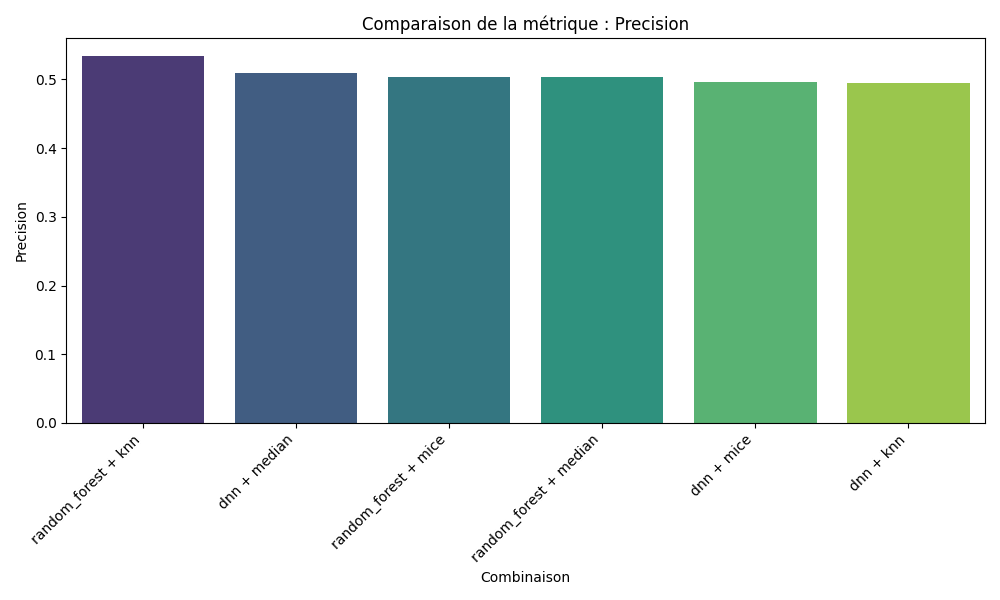 Comparaison de la métrique : Precision
Precision
0.5
0.4
0.3
0.2
0.1
0.0
random_forest + knn
dnn + median
random_forest + mice
random_forest + median
dnn + mice
dnn + knn
Combinaison